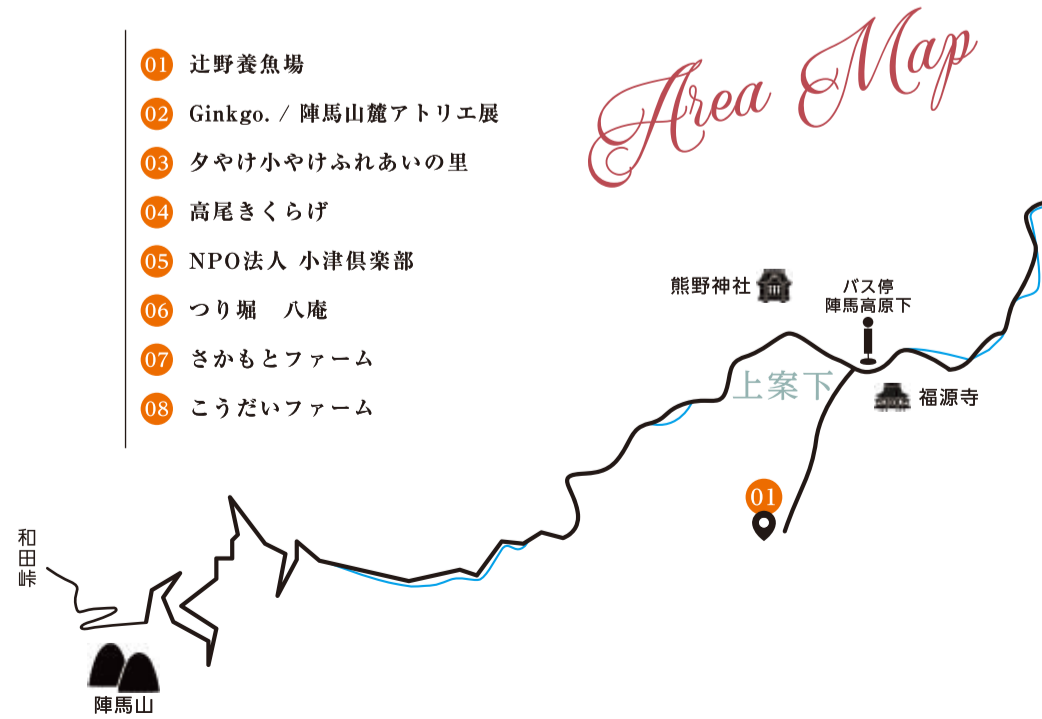 Area Map
01 辻野養魚場
02 Ginkgo. / 陣馬山麓アトリエ展
03 夕やけ小やけふれあいの里
04 高尾きくらげ
05 NPO法人 小津倶楽部
06 つり堀　八庵
07 さかもとファーム
08 こうだいファーム
熊野神社
バス停
陣馬高原下
上案下
福源寺
01
和田峠
陣馬山